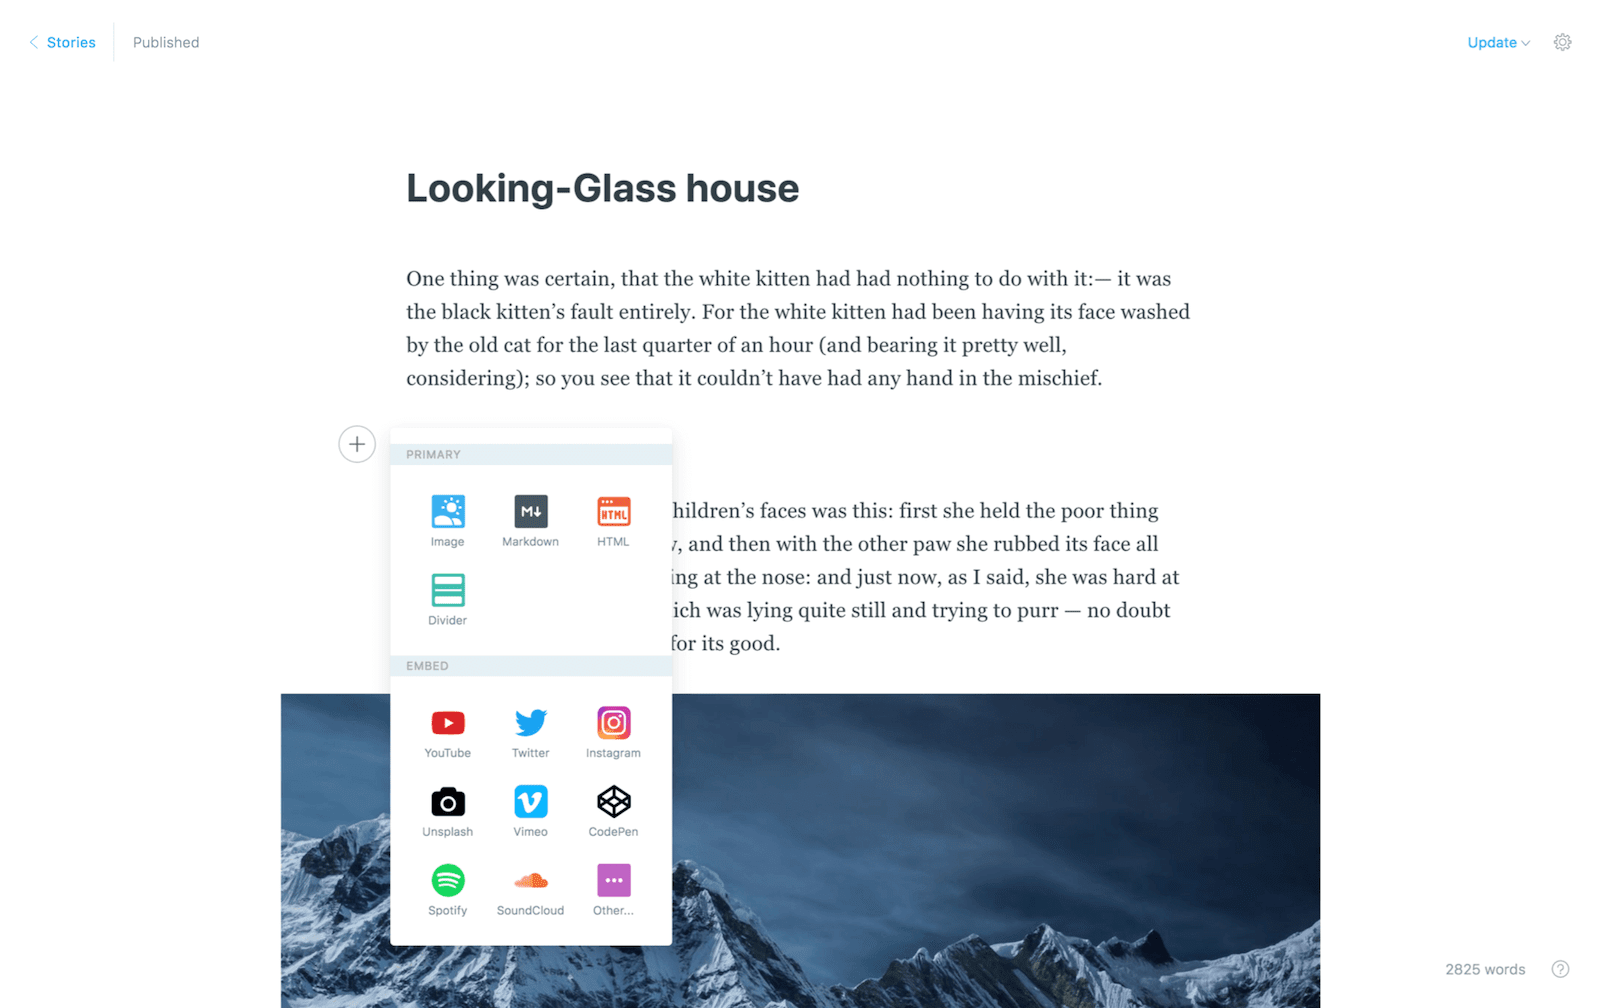 Stories
Published
Update
Looking-Glass house
One thing was certain, that the white kitten had had nothing to do with it:— it was
the black kitten’s fault entirely. For the white kitten had been having its face washed
by the old cat for the last quarter of an hour (and bearing it pretty well,
considering); so you see that it couldn’t have had any hand in the mischief.
PRIMARY
Image Markdown HTML
M↓ HTML
Divider
hildren’s faces was this: first she held the poor thing
, and then with the other paw she rubbed its face all
ing at the nose: and just now, as I said, she was hard at
ich was lying quite still and trying to purr — no doubt
for its good.
EMBED
YouTube Twitter Instagram
Unsplash Vimeo CodePen
Spotify SoundCloud Other...
2825 words